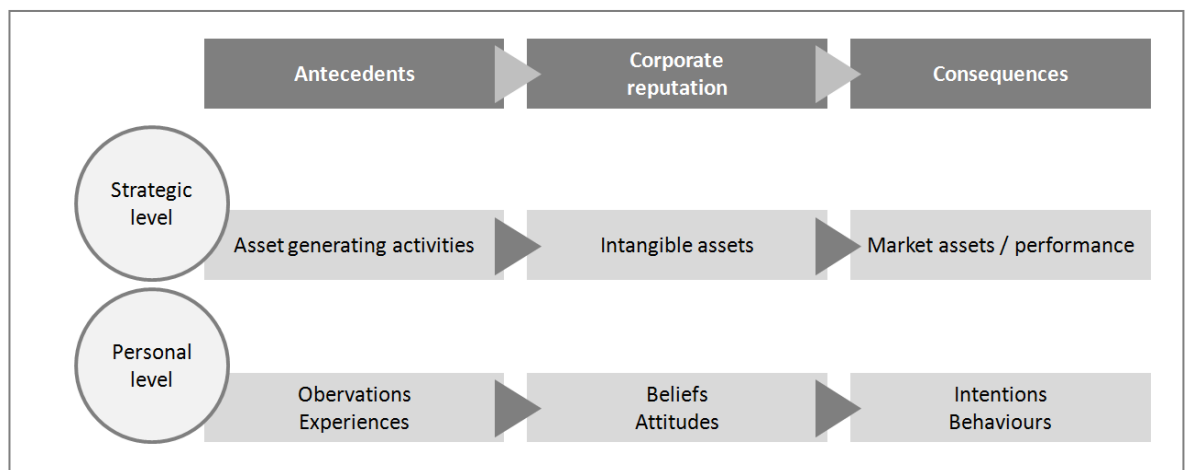 Antecedents
Corporate
reputation
Consequences
Strategic
level
Asset generating activities
Intangible assets
Market assets / performance
Personal
level
Obervations
Experiences
Beliefs
Attitudes
Intentions
Behaviours